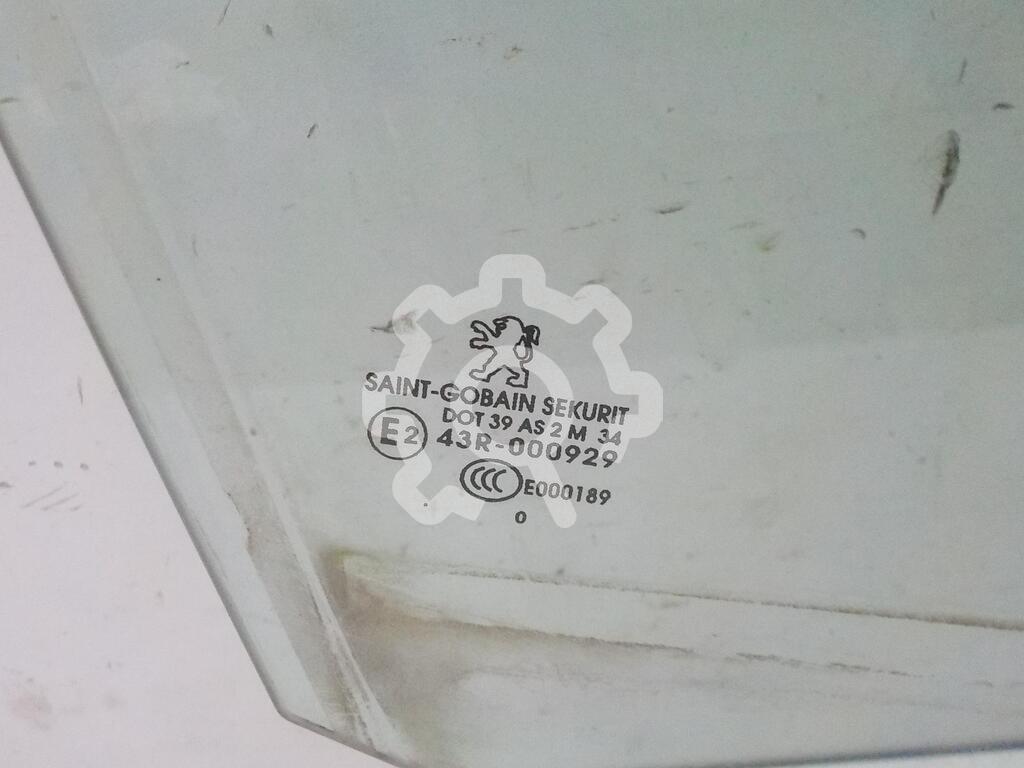 SAINT-GOBAIN SEKURIT
DOT 39 AS 2 M 34
E2 43R-000929
CCC E000189
0